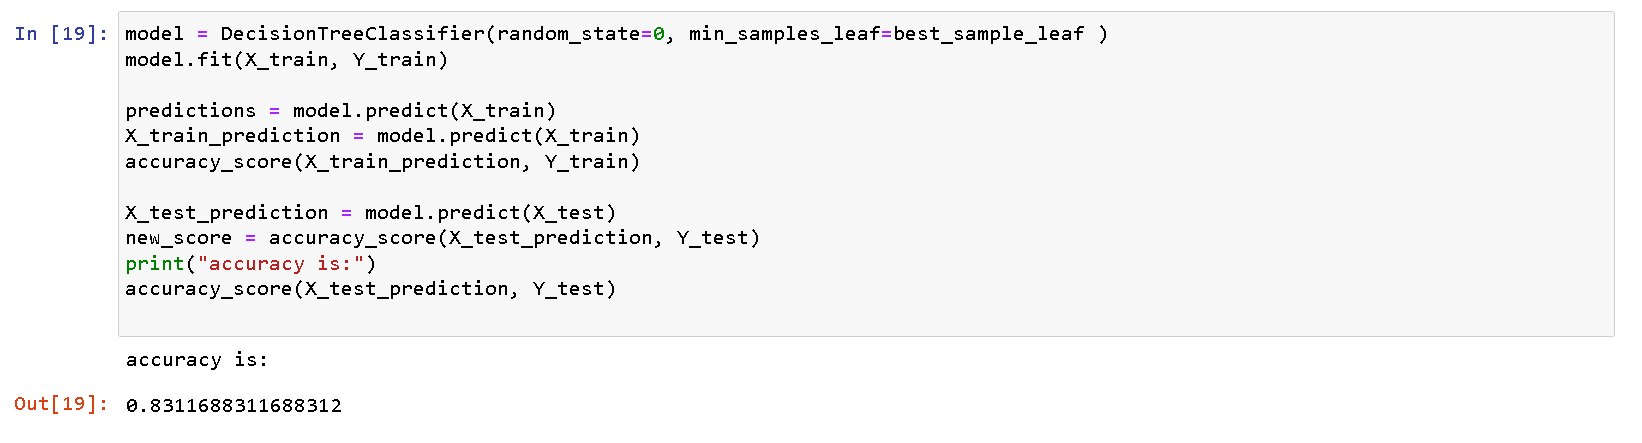 In [19]: model = DecisionTreeClassifier(random_state=0, min_samples_leaf=best_sample_leaf )
model.fit(X_train, Y_train)
predictions = model.predict(X_train)
X_train_prediction = model.predict(X_train)
accuracy_score(X_train_prediction, Y_train)
X_test_prediction = model.predict(X_test)
new_score = accuracy_score(X_test_prediction, Y_test)
print("accuracy is:")
accuracy_score(X_test_prediction, Y_test)
accuracy is:
Out[19]: 0.8311688311688312